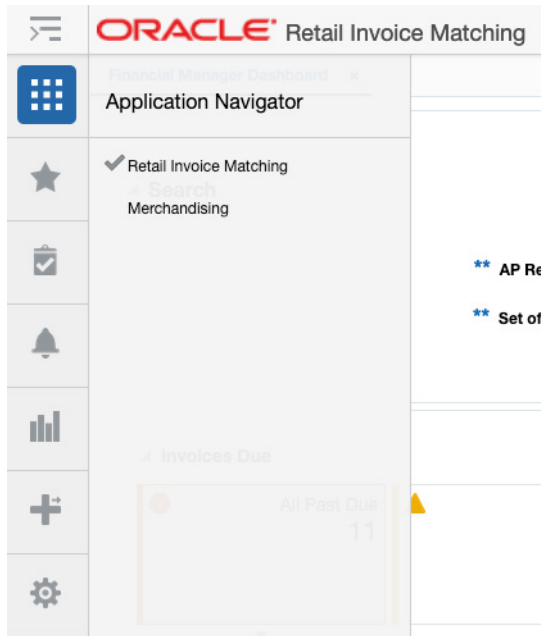 ORACLE® Retail Invoice Matching
Financial Manager Dashboard ×
Application Navigator
Retail Invoice Matching
Search
Merchandising
** AP Re
** Set of
Invoices Due
All Past Due
11